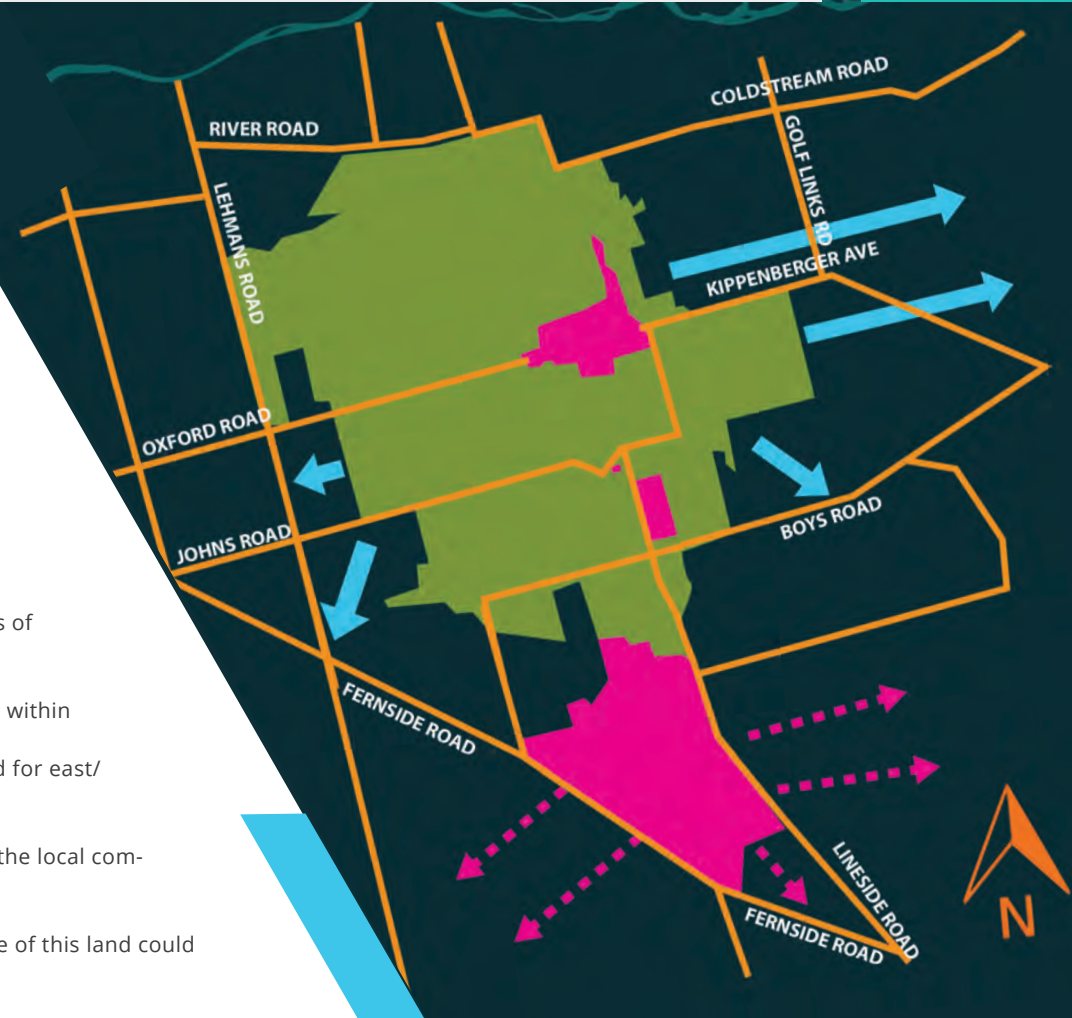 COLDSTREAM ROAD
RIVER ROAD
GOLF LINKS RD
LEHMANS ROAD
KIPPENBERGER AVE
OXFORD ROAD
JOHNS ROAD
BOYS ROAD
FERNSIDE ROAD
LINESIDE ROAD
FERNSIDE ROAD
N
s of
within
d for east/
the local com-
e of this land could